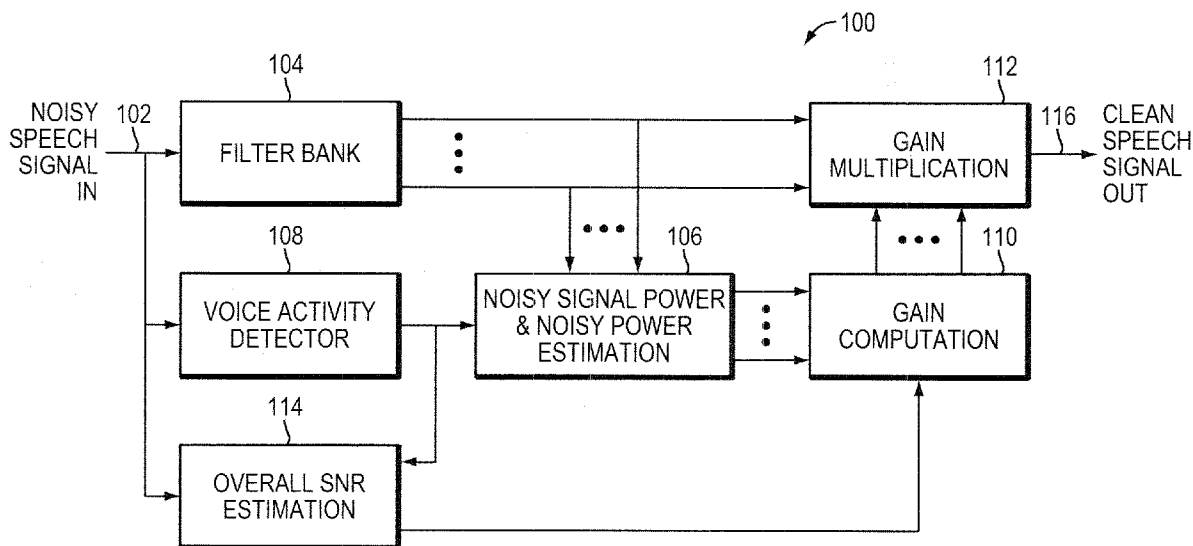 100
104
112
NOISY
SPEECH
SIGNAL
IN
102
FILTER BANK
GAIN
MULTIPLICATION
116
CLEAN
SPEECH
SIGNAL
OUT
108
106
110
VOICE ACTIVITY
DETECTOR
NOISY SIGNAL POWER
& NOISY POWER
ESTIMATION
GAIN
COMPUTATION
114
OVERALL SNR
ESTIMATION